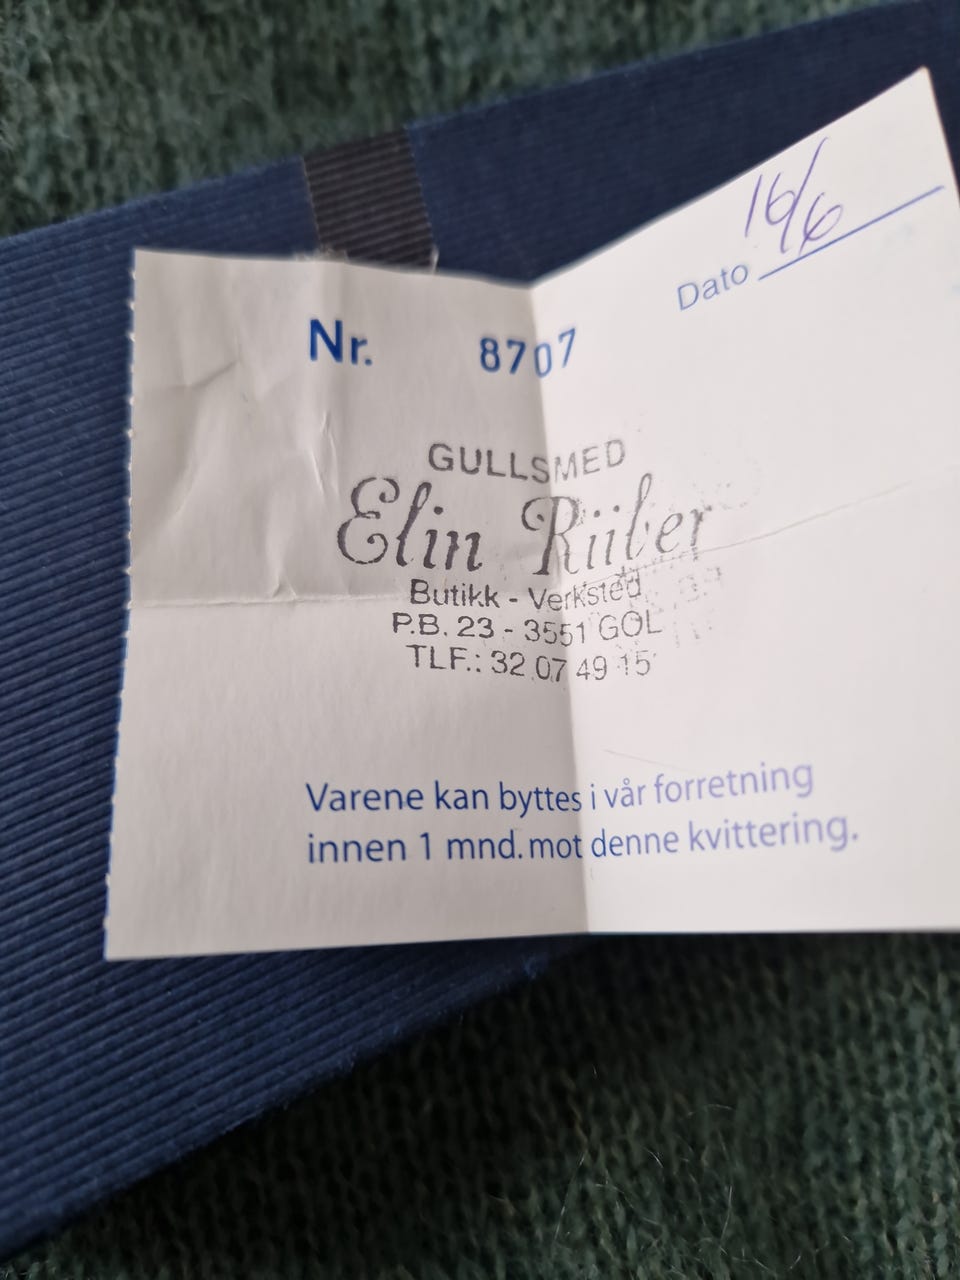 Dato 16/6
Nr. 8707
GULLSMED
Elin Riiber
Butikk - Verksted
P.B. 23 - 3551 GOL
TLF.: 32 07 49 15
Varene kan byttes i vår forretning
innen 1 mnd. mot denne kvittering.